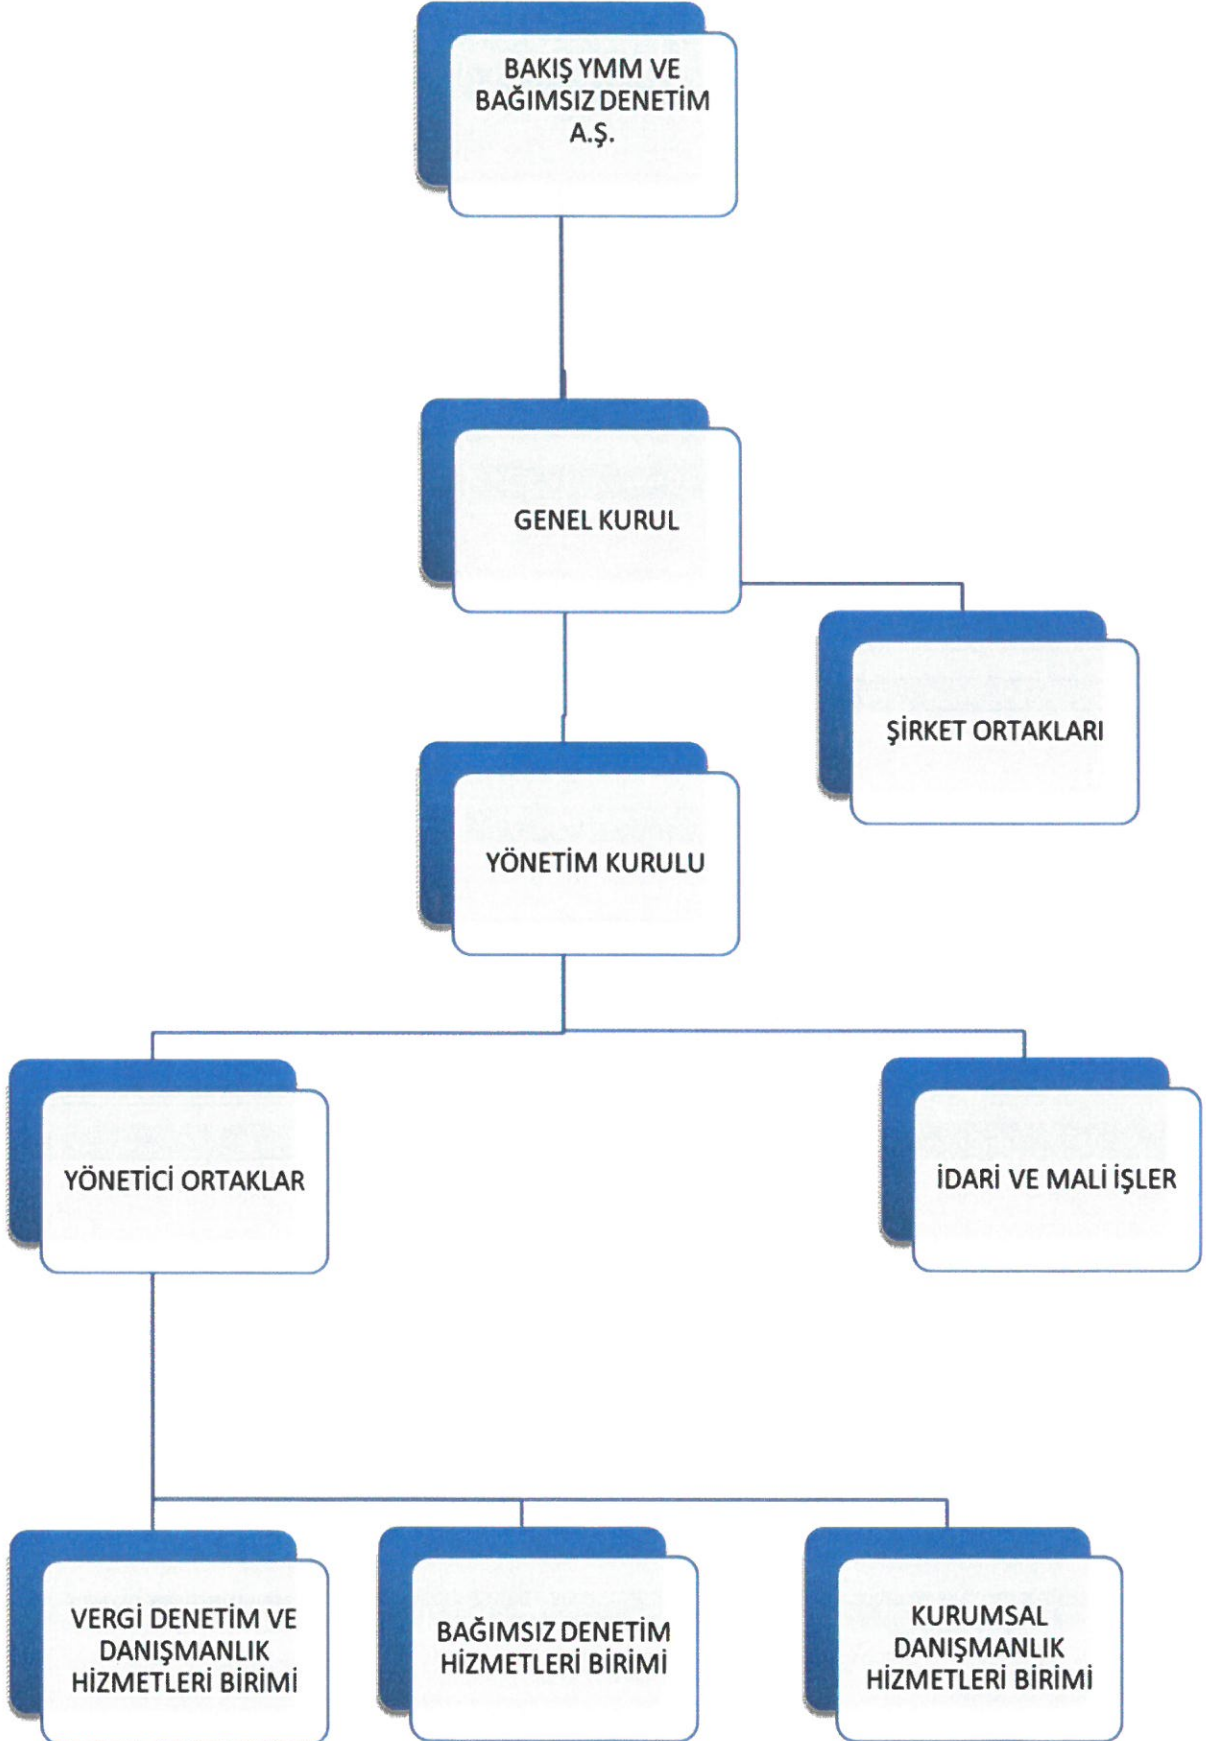 BAKIŞ YMM VE
BAĞIMSIZ DENETİM
A.Ş.
GENEL KURUL
ŞİRKET ORTAKLARI
YÖNETİM KURULU
YÖNETİCİ ORTAKLAR
İDARİ VE MALİ İŞLER
VERGİ DENETİM VE
DANIŞMANLIK
HİZMETLERİ BİRİMİ
BAĞIMSIZ DENETİM
HİZMETLERİ BİRİMİ
KURUMSAL
DANIŞMANLIK
HİZMETLERİ BİRİMİ